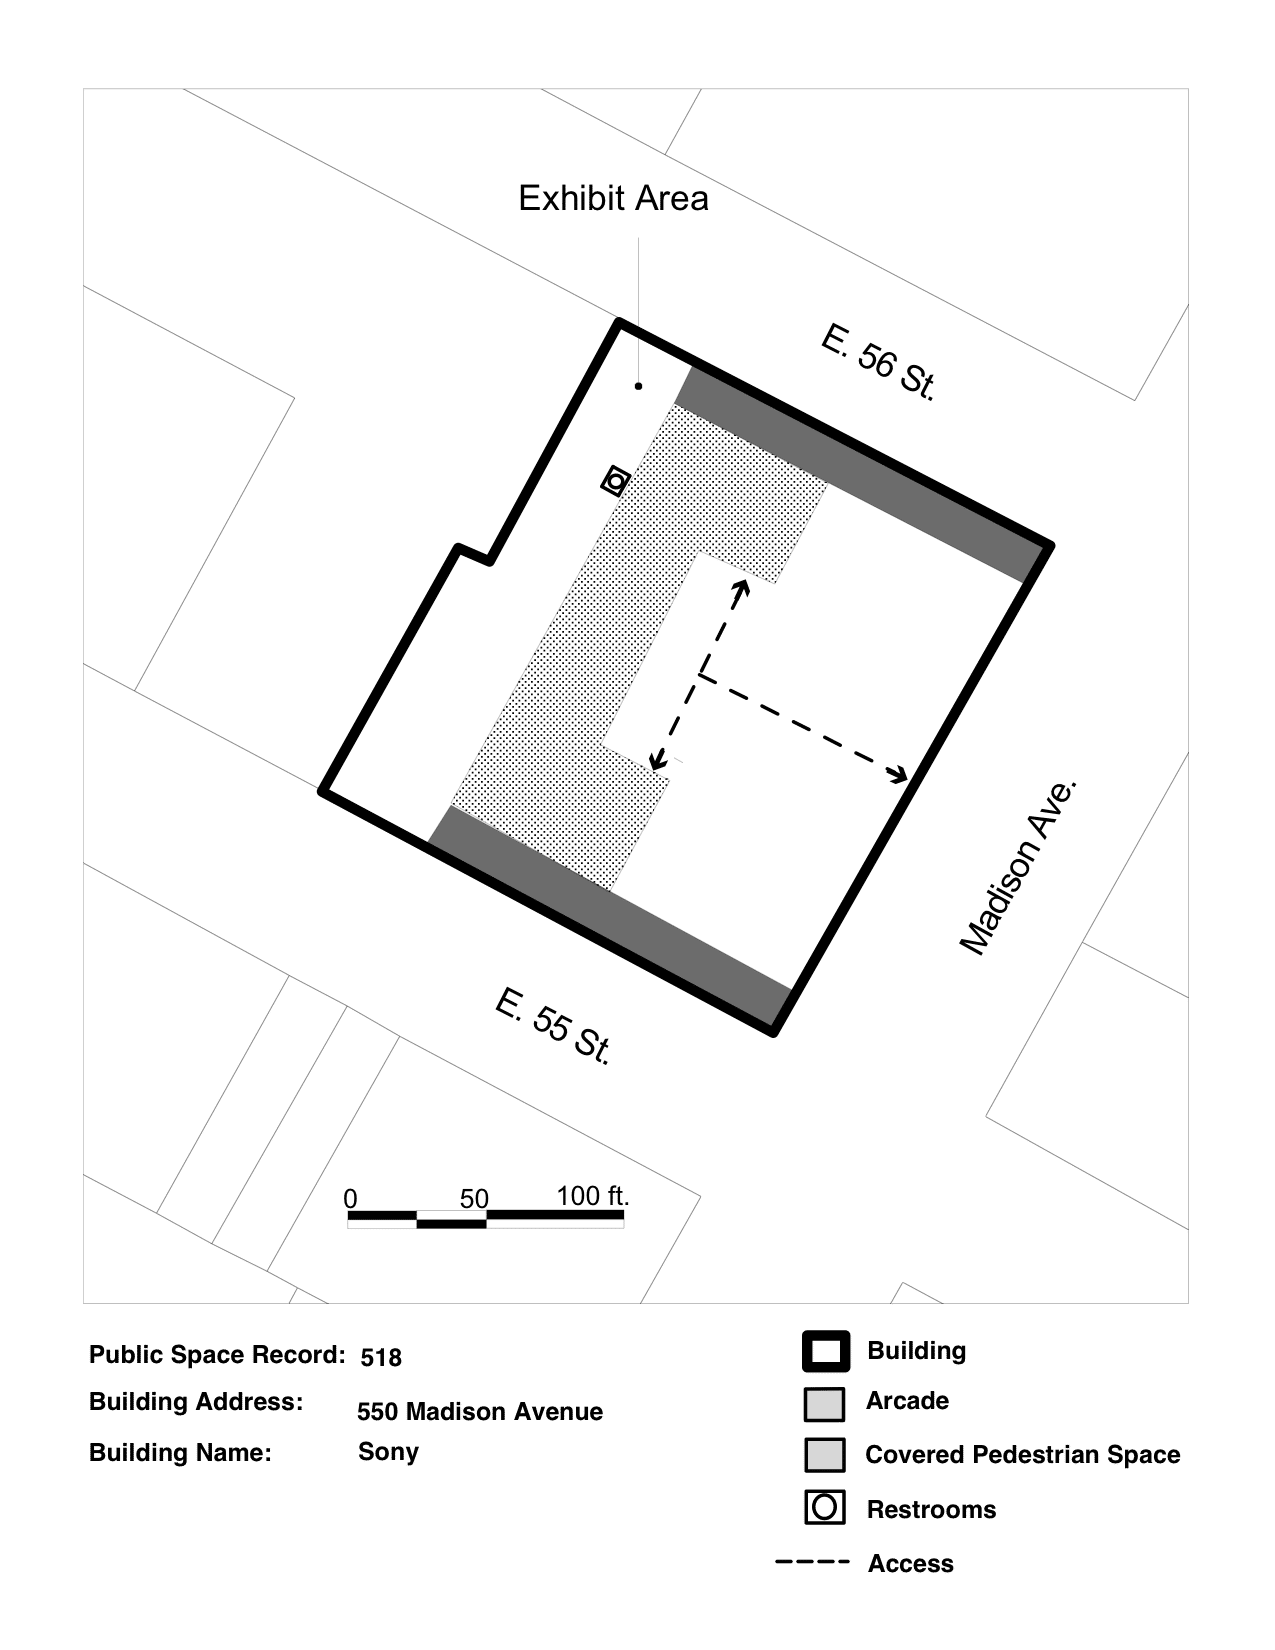 Exhibit Area
E. 56 St.
Madison Ave.
E. 55 St.
0 50 100 ft.
Public Space Record: 518
Building Address: 550 Madison Avenue
Building Name: Sony
Building
Arcade
Covered Pedestrian Space
Restrooms
Access